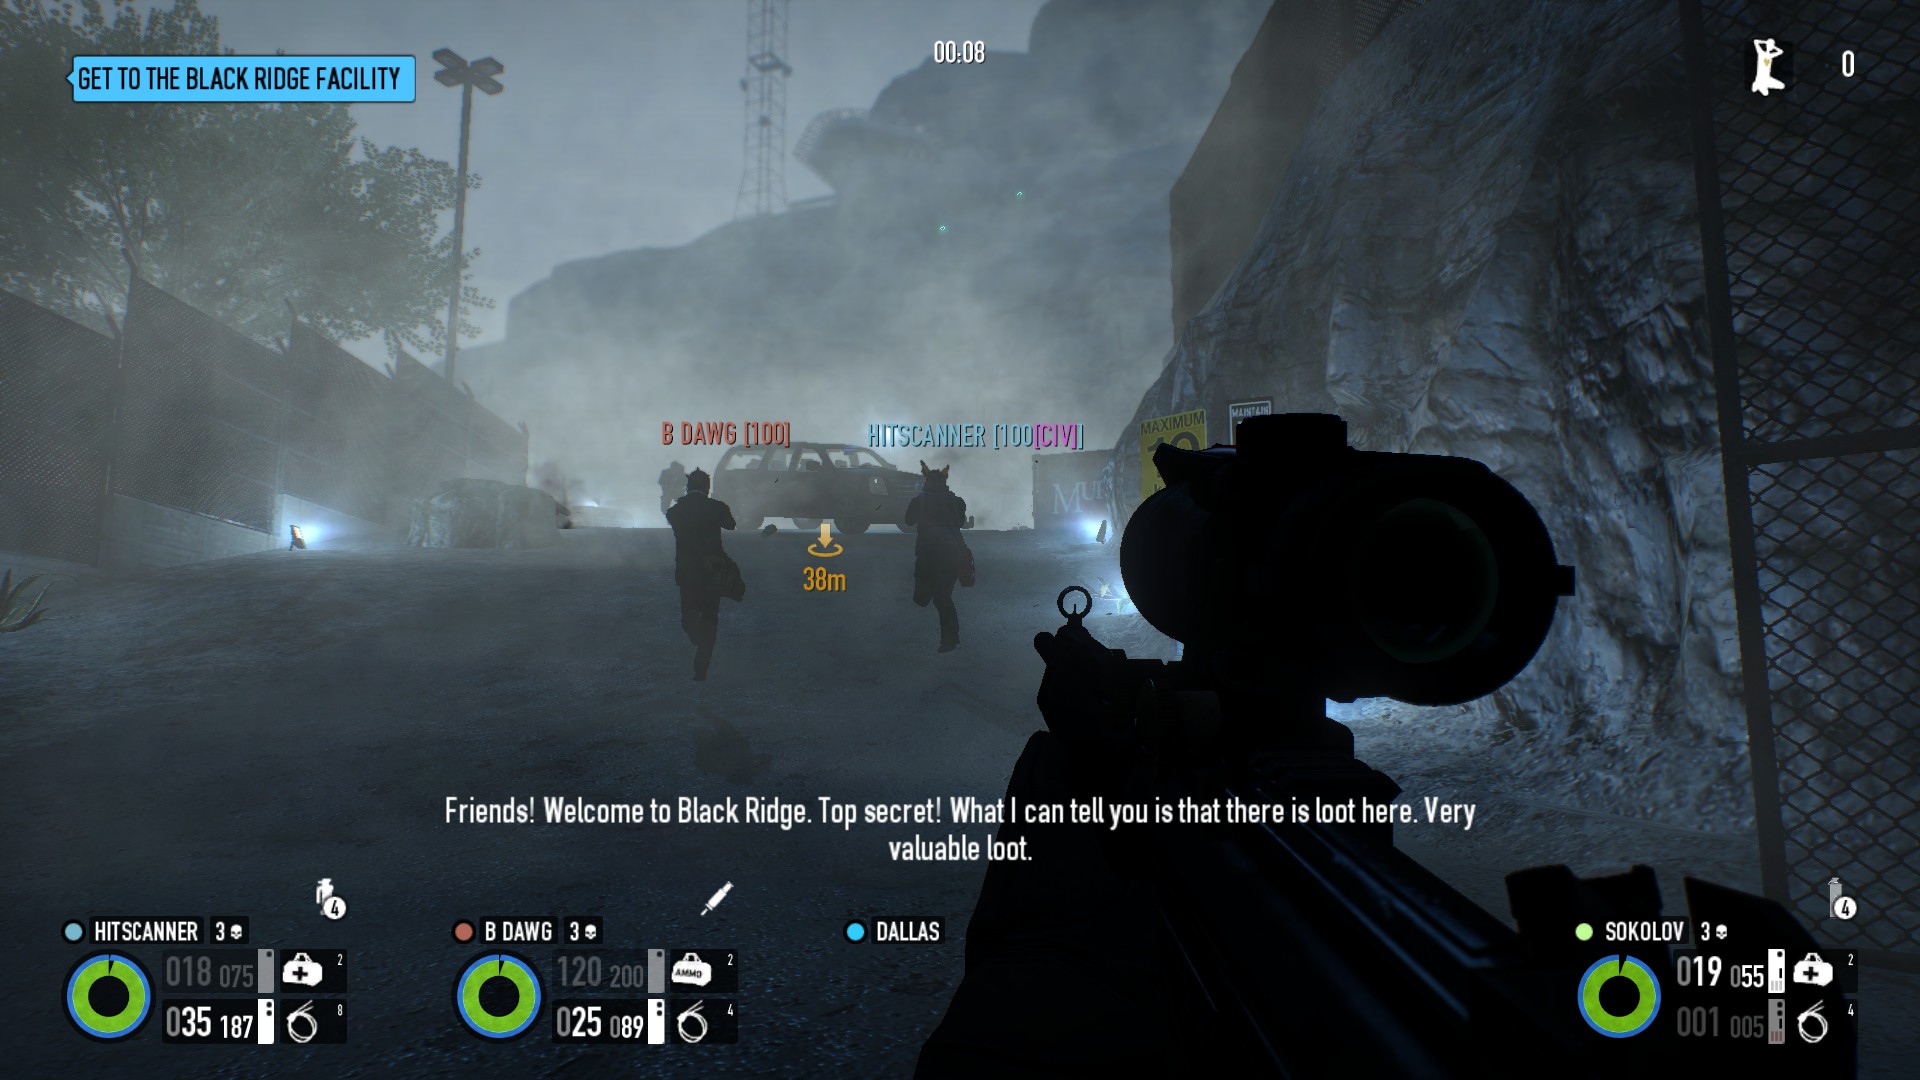 GET TO THE BLACK RIDGE FACILITY
00:08
0
B DAWG [100]
HITSCANNER [100[CIV]]
MAXIMUM
10
MAINTAIN
38m
Friends! Welcome to Black Ridge. Top secret! What I can tell you is that there is loot here. Very
valuable loot.
4
HITSCANNER 3
018 075 2
035 187 8
B DAWG 3
120 200 AMMO 2
025 089 4
DALLAS
4
SOKOLOV 3
019 055 2
001 005 4